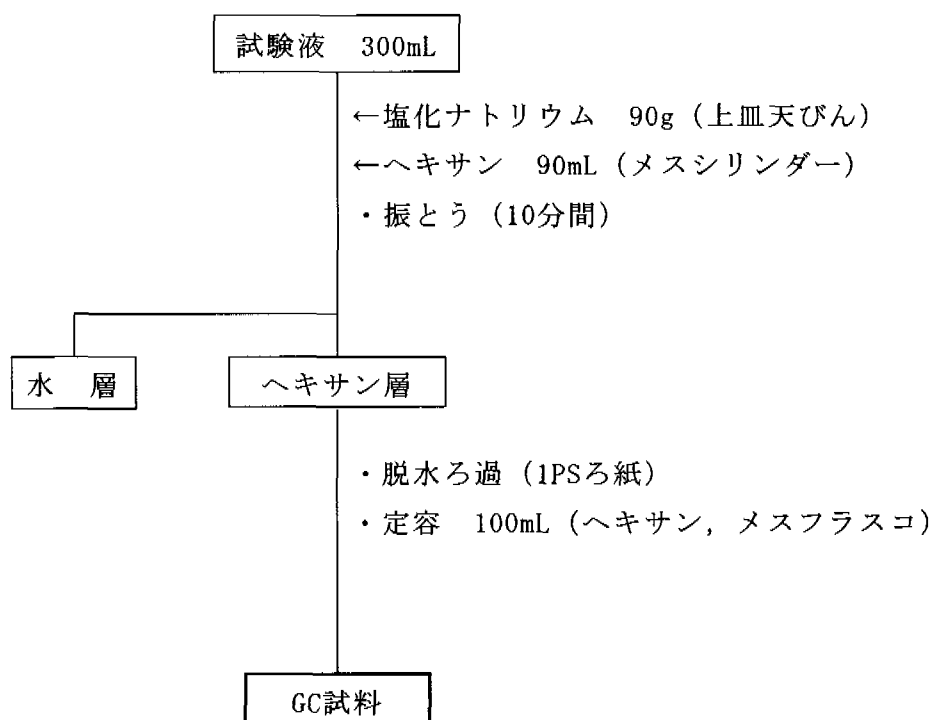 試験液　300mL
←塩化ナトリウム　90g（上皿天びん）
←ヘキサン　90mL（メスシリンダー）
・振とう（10分間）
水　層
ヘキサン層
・脱水ろ過（1PSろ紙）
・定容　100mL（ヘキサン，メスフラスコ）
GC試料